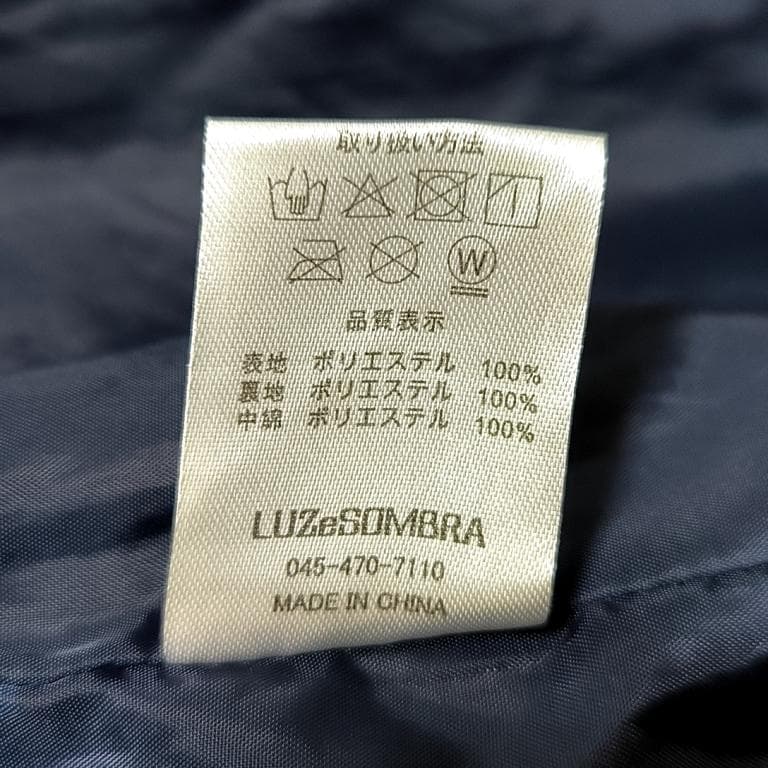 取り扱い方法
W
品質表示
表地 ポリエステル 100%
裏地 ポリエステル 100%
中綿 ポリエステル 100%
LUZeSOMBRA
045-470-7110
MADE IN CHINA